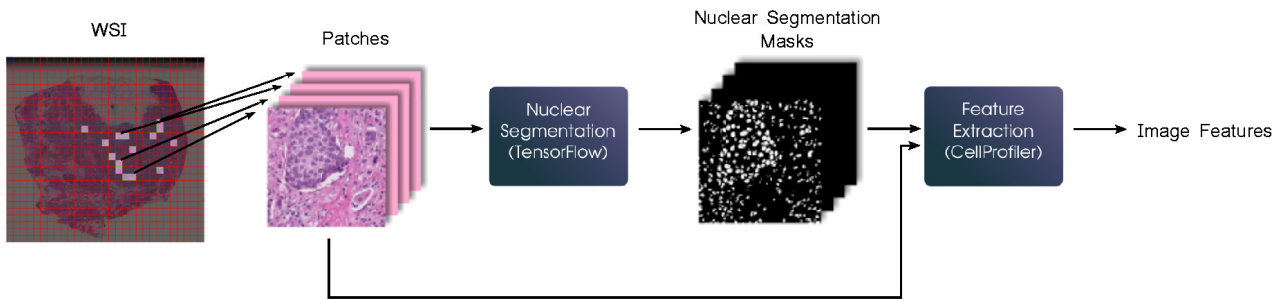 WSI
Patches
Nuclear Segmentation
Masks
Nuclear
Segmentation
(TensorFlow)
Feature
Extraction
(CellProfiler)
Image Features